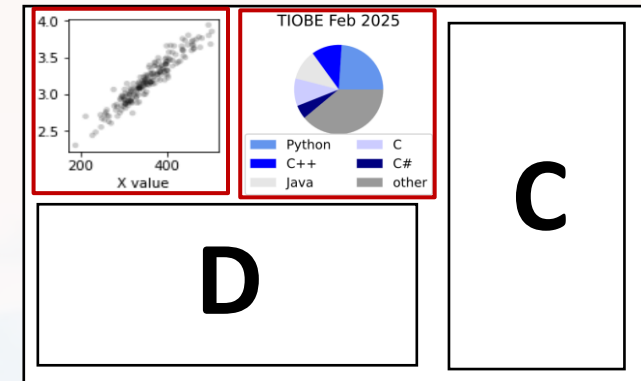 4.0
3.5
3.0
2.5
200 400
X value
TIOBE Feb 2025
Python C
C++ C#
Java other
C
D